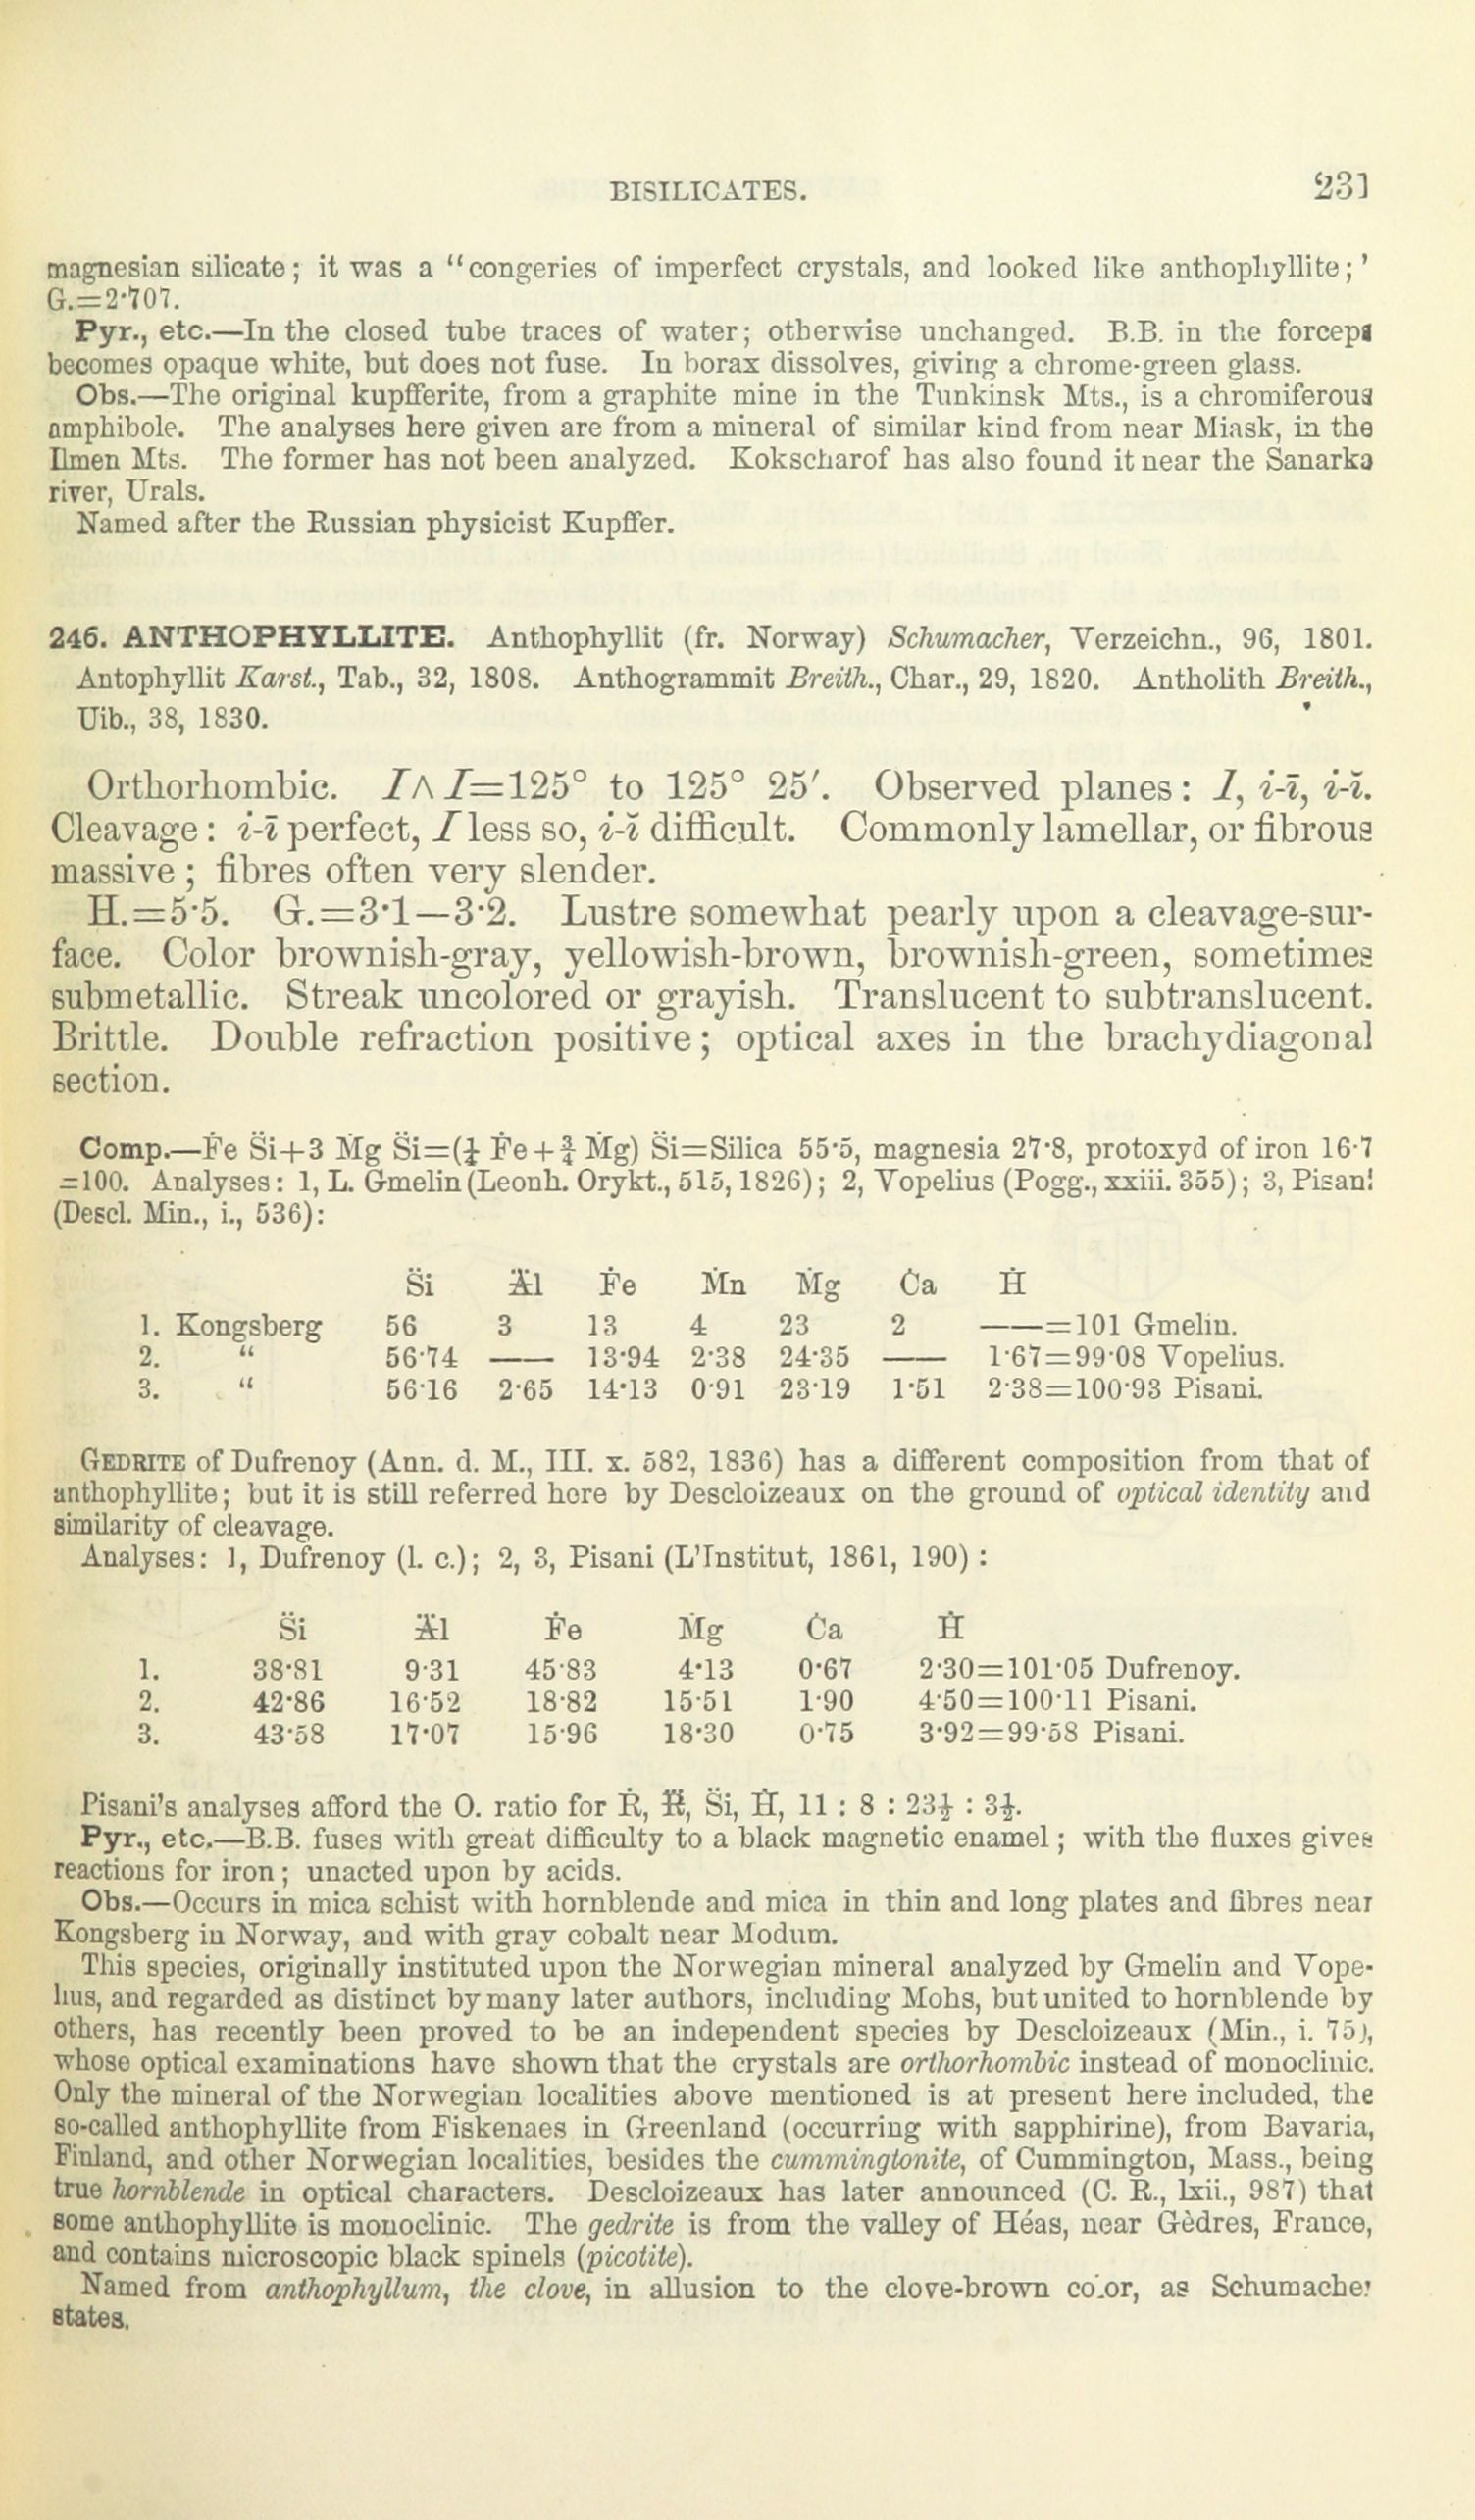 BISILICATES. 231
magnesian silicate; it was a “congeries of imperfect crystals, and looked like anthophyllite;’
G.=2·707.
Pyr., etc.—In the closed tube traces of water; otherwise unchanged. B.B. in the forceps
becomes opaque white, but does not fuse. In borax dissolves, giving a chrome-green glass.
Obs.—The original kupfferite, from a graphite mine in the Tunkinsk Mts., is a chromiferous
amphibole. The analyses here given are from a mineral of similar kind from near Miask, in the
Ilmen Mts. The former has not been analyzed. Kokscharof has also found it near the Sanarka
river, Urals.
Named after the Russian physicist Kupffer.
246. ANTHOPHYLLITE. Anthophyllit (fr. Norway) Schumacher, Verzeichn., 96, 1801.
Antophyllit Karst., Tab., 32, 1808. Anthogrammit Breith., Char., 29, 1820. Antholith Breith.,
Uib., 38, 1830.
Orthorhombic. I∧I=125° to 125° 25′. Observed planes: I, i-ī, i-ĭ.
Cleavage: i-ī perfect, I less so, i-ĭ difficult. Commonly lamellar, or fibrous
massive; fibres often very slender.
H.=5·5. G.=3·1—3·2. Lustre somewhat pearly upon a cleavage-sur-
face. Color brownish-gray, yellowish-brown, brownish-green, sometimes
submetallic. Streak uncolored or grayish. Translucent to subtranslucent.
Brittle. Double refraction positive; optical axes in the brachydiagonal
section.
Comp.—Ḟe S̈i+3 Ṁg S̈i=(¼ Ḟe+¾ Ṁg) S̈i=Silica 55·5, magnesia 27·8, protoxyd of iron 16·7
=100. Analyses: 1, L. Gmelin (Leonh. Orykt., 515, 1826); 2, Vopelius (Pogg., xxiii. 355); 3, Pisani
(Descl. Min., i., 536):
S̈i A̶⃛l Ḟe Ṁn Ṁg Ċa Ḣ
1. Kongsberg 56 3 13 4 23 2 ——=101 Gmelin.
2. “ 56·74 —— 13·94 2·38 24·35 —— 1·67=99·08 Vopelius.
3. “ 56·16 2·65 14·13 0·91 23·19 1·51 2·38=100·93 Pisani.
GEDRITE of Dufrenoy (Ann. d. M., III. x. 582, 1836) has a different composition from that of
anthophyllite; but it is still referred here by Descloizeaux on the ground of optical identity and
similarity of cleavage.
Analyses: 1, Dufrenoy (l. c.); 2, 3, Pisani (L’Institut, 1861, 190):
S̈i A̶⃛l Ḟe Ṁg Ċa Ḣ
1. 38·81 9·31 45·83 4·13 0·67 2·30=101·05 Dufrenoy.
2. 42·86 16·52 18·82 15·51 1·90 4·50=100·11 Pisani.
3. 43·58 17·07 15·96 18·30 0·75 3·92=99·58 Pisani.
Pisani’s analyses afford the O. ratio for Ṙ, R̶⃛, S̈i, Ḣ, 11 : 8 : 23½ : 3½.
Pyr., etc.—B.B. fuses with great difficulty to a black magnetic enamel; with the fluxes gives
reactions for iron; unacted upon by acids.
Obs.—Occurs in mica schist with hornblende and mica in thin and long plates and fibres near
Kongsberg in Norway, and with gray cobalt near Modum.
This species, originally instituted upon the Norwegian mineral analyzed by Gmelin and Vope-
lius, and regarded as distinct by many later authors, including Mohs, but united to hornblende by
others, has recently been proved to be an independent species by Descloizeaux (Min., i. 75),
whose optical examinations have shown that the crystals are orthorhombic instead of monoclinic.
Only the mineral of the Norwegian localities above mentioned is at present here included, the
so-called anthophyllite from Fiskenaes in Greenland (occurring with sapphirine), from Bavaria,
Finland, and other Norwegian localities, besides the cummingtonite, of Cummington, Mass., being
true hornblende in optical characters. Descloizeaux has later announced (C. R., lxii., 987) that
some anthophyllite is monoclinic. The gedrite is from the valley of Héas, near Gèdres, France,
and contains microscopic black spinels (picotite).
Named from anthophyllum, the clove, in allusion to the clove-brown color, as Schumacher
states.